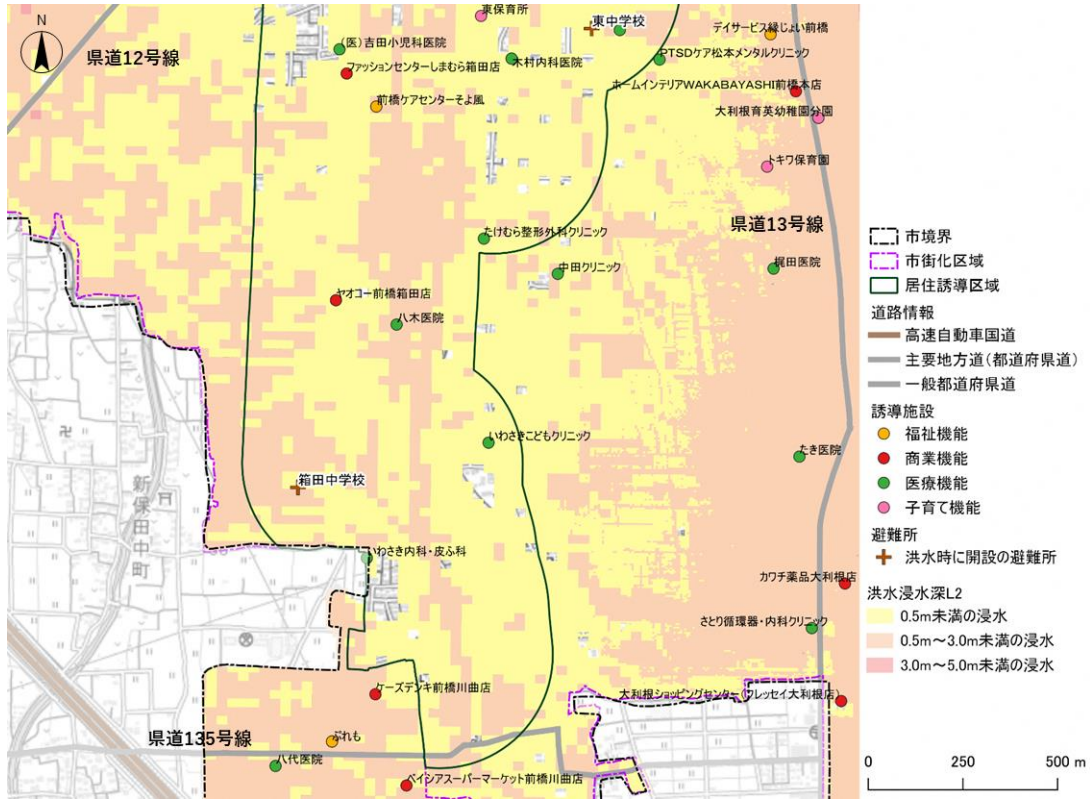 N
東保育所
東中学校
デイサービス縁じょい前橋
(医)吉田小児科医院
県道12号線
ファッションセンターしまむら箱田店
木村内科医院
PTSDケア松本メンタルクリニック
ホームインテリアWAKABAYASHI前橋本店
前橋ケアセンターそよ風
大利根育英幼稚園分園
トキワ保育園
県道13号線
たけむら整形外科クリニック
中田クリニック
梶田医院
ヤオコー前橋箱田店
八木医院
いわさきこどもクリニック
たき医院
箱田中学校
新保田中町
いわさき内科・皮ふ科
カワチ薬品大利根店
さとり循環器・内科クリニック
ケーズデンキ前橋川曲店
大利根ショッピングセンター(フレッセイ大利根店)
県道135号線
ぷれも
八代医院
ベイシアスーパーマーケット前橋川曲店
市境界
市街化区域
居住誘導区域
道路情報
高速自動車国道
主要地方道(都道府県道)
一般都道府県道
誘導施設
福祉機能
商業機能
医療機能
子育て機能
避難所
洪水時に開設の避難所
洪水浸水深L2
0.5m未満の浸水
0.5m～3.0m未満の浸水
3.0m～5.0m未満の浸水
0 250 500 m